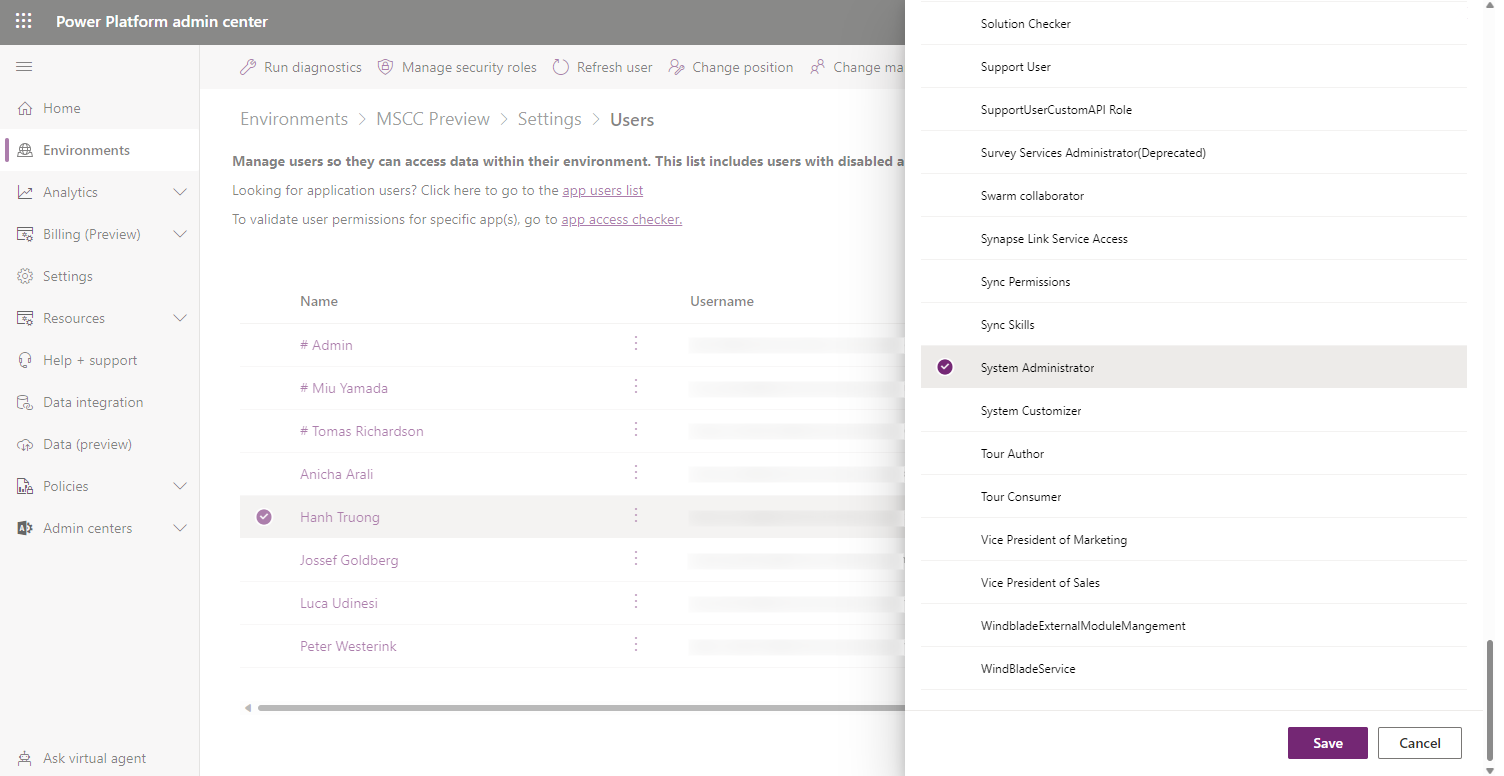 Power Platform admin center
Home
Environments
Analytics
Billing (Preview)
Settings
Resources
Help + support
Data integration
Data (preview)
Policies
Admin centers
Ask virtual agent
Run diagnostics Manage security roles Refresh user Change position Change ma
Environments > MSCC Preview > Settings > Users
Manage users so they can access data within their environment. This list includes users with disabled a
Looking for application users? Click here to go to the app users list
To validate user permissions for specific app(s), go to app access checker.
Name Username
# Admin
# Miu Yamada
# Tomas Richardson
Anicha Arali
Hanh Truong
Jossef Goldberg
Luca Udinesi
Peter Westerink
Solution Checker
Support User
SupportUserCustomAPI Role
Survey Services Administrator(Deprecated)
Swarm collaborator
Synapse Link Service Access
Sync Permissions
Sync Skills
System Administrator
System Customizer
Tour Author
Tour Consumer
Vice President of Marketing
Vice President of Sales
WindbladeExternalModuleMangement
WindBladeService
Save Cancel